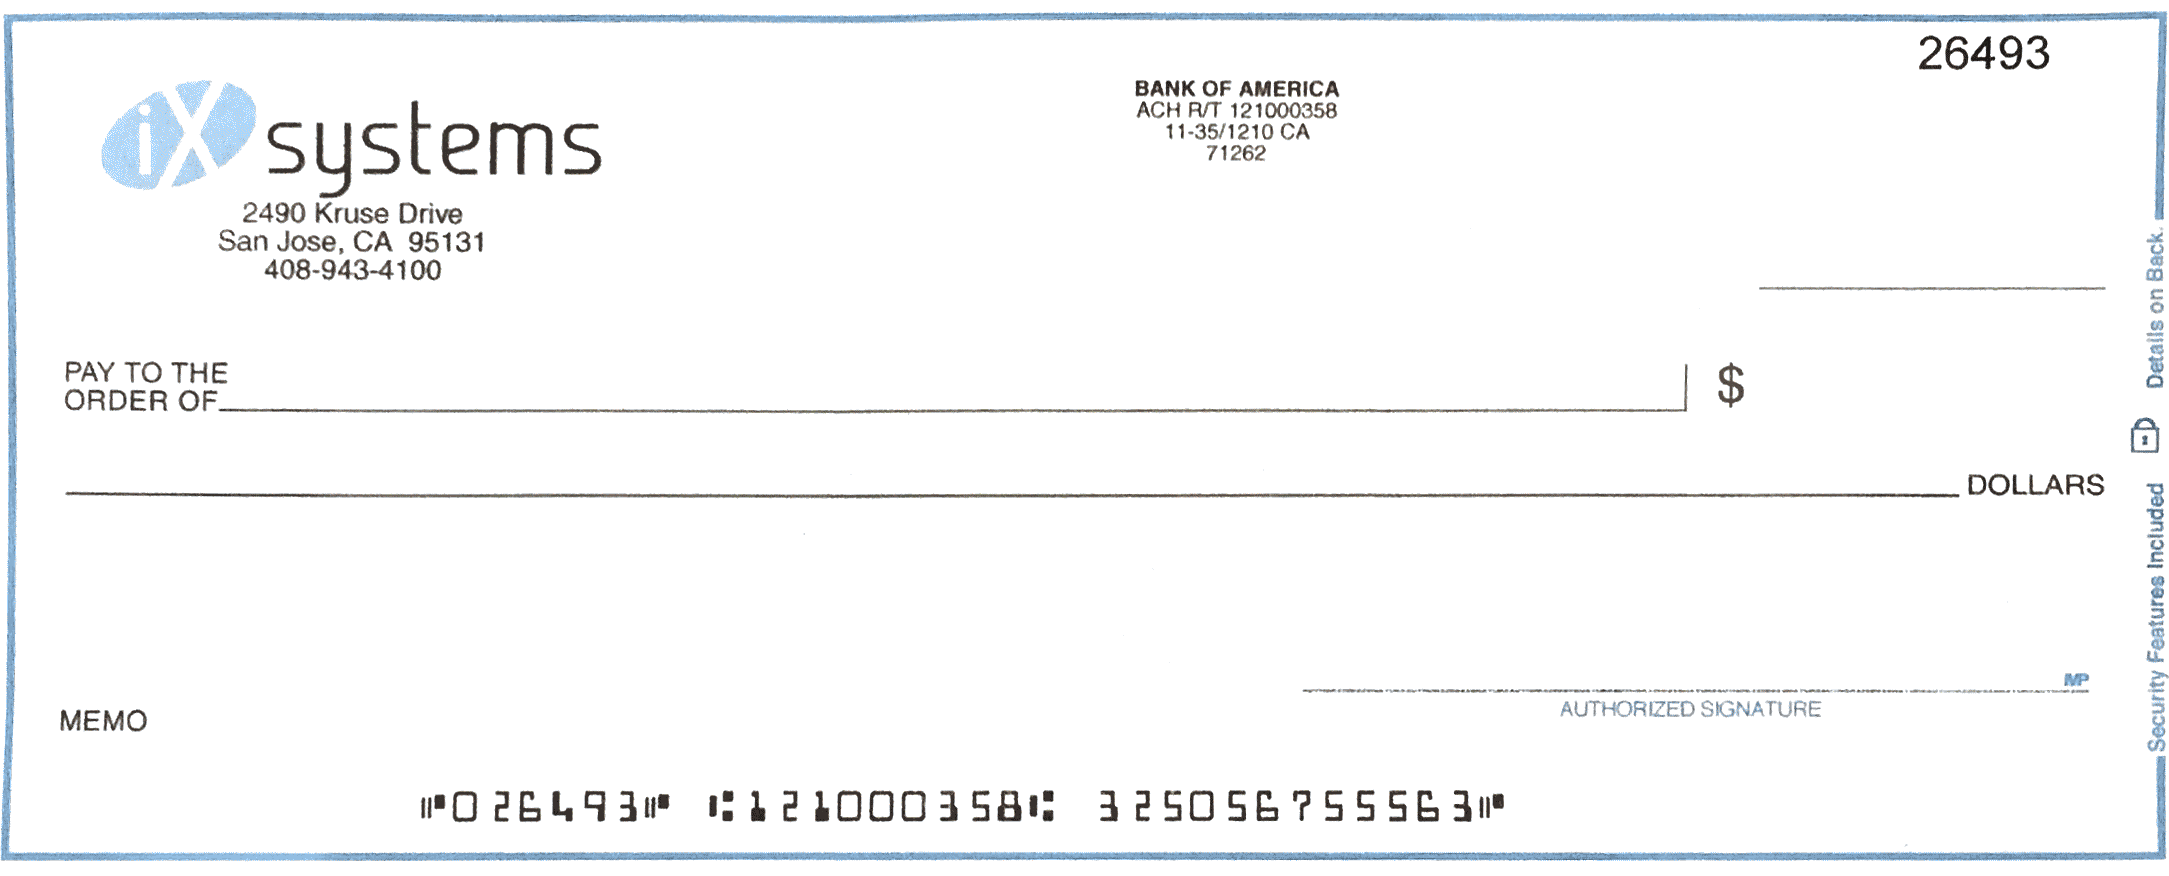 26493
iX systems
BANK OF AMERICA
ACH R/T 121000358
11-35/1210 CA
71262
2490 Kruse Drive
San Jose, CA 95131
408-943-4100
PAY TO THE
ORDER OF
$
DOLLARS
MP
AUTHORIZED SIGNATURE
MEMO
⑈026493⑈ ⑆121000358⑆ 325056755563⑈
Security Features Included
Details on Back.